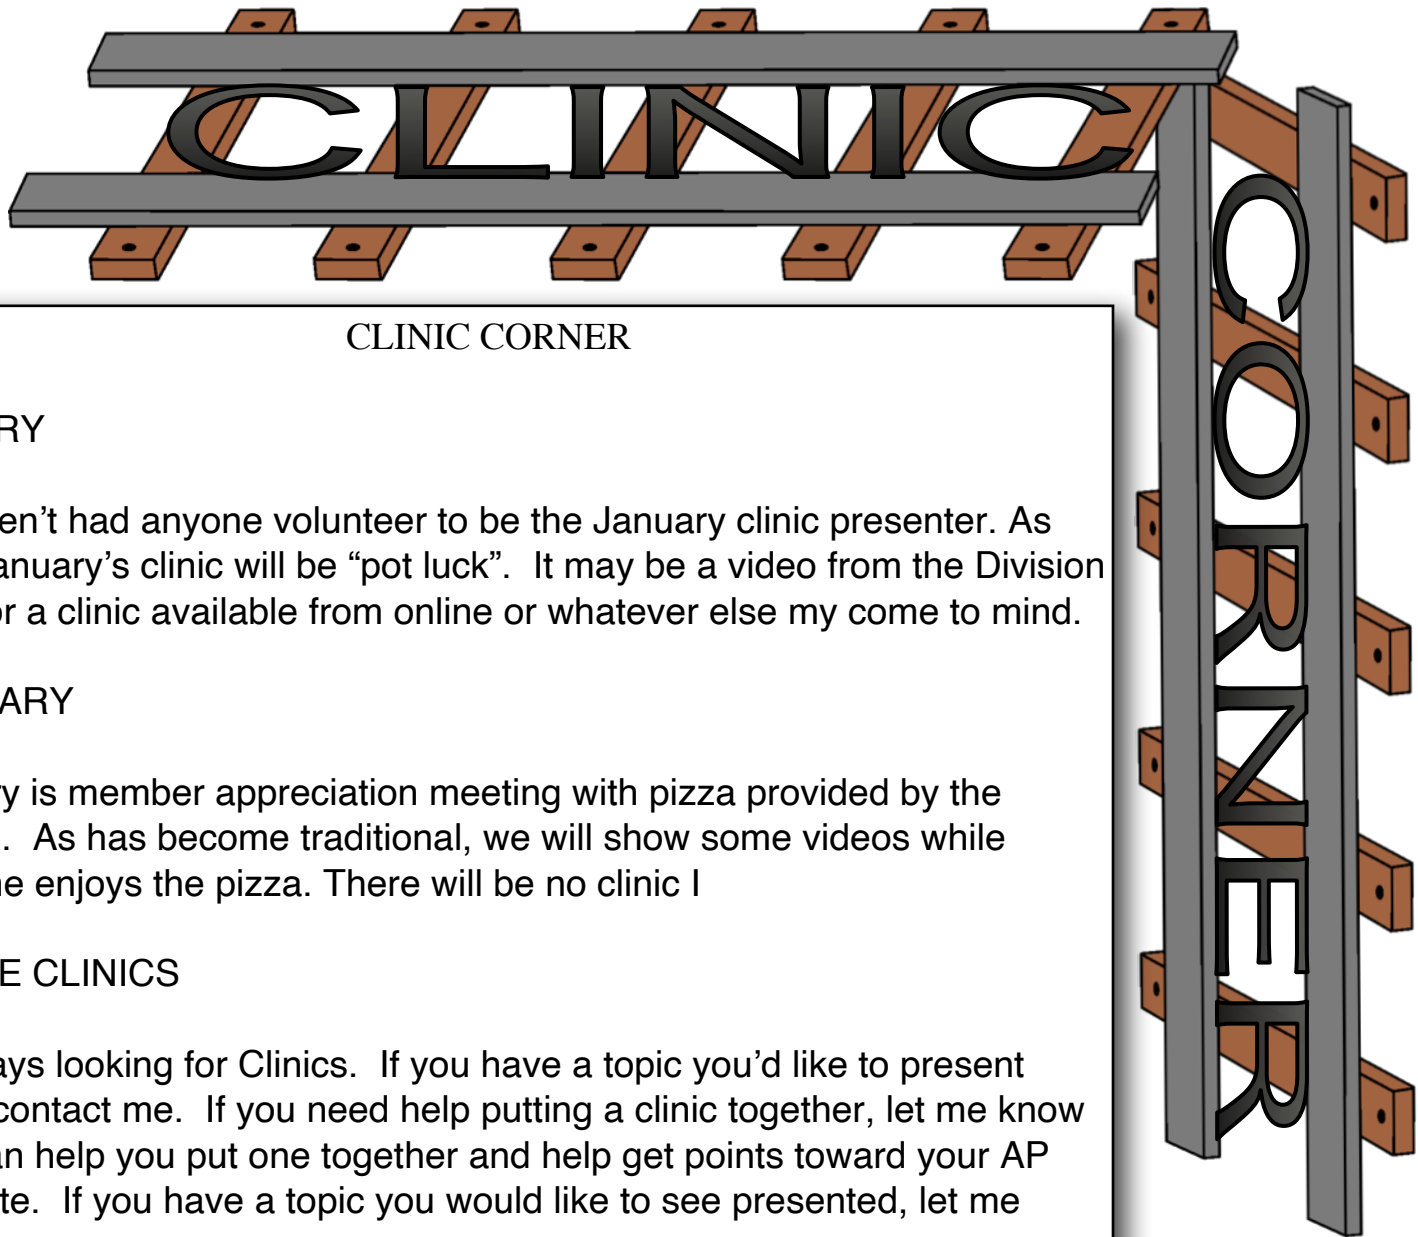 CLINIC
CORNER
CLINIC CORNER
RY
en’t had anyone volunteer to be the January clinic presenter. As
anuary’s clinic will be “pot luck”.  It may be a video from the Division
or a clinic available from online or whatever else my come to mind.
ARY
ry is member appreciation meeting with pizza provided by the
.  As has become traditional, we will show some videos while
ne enjoys the pizza. There will be no clinic I
E CLINICS
ays looking for Clinics.  If you have a topic you’d like to present
contact me.  If you need help putting a clinic together, let me know
an help you put one together and help get points toward your AP
te.  If you have a topic you would like to see presented, let me